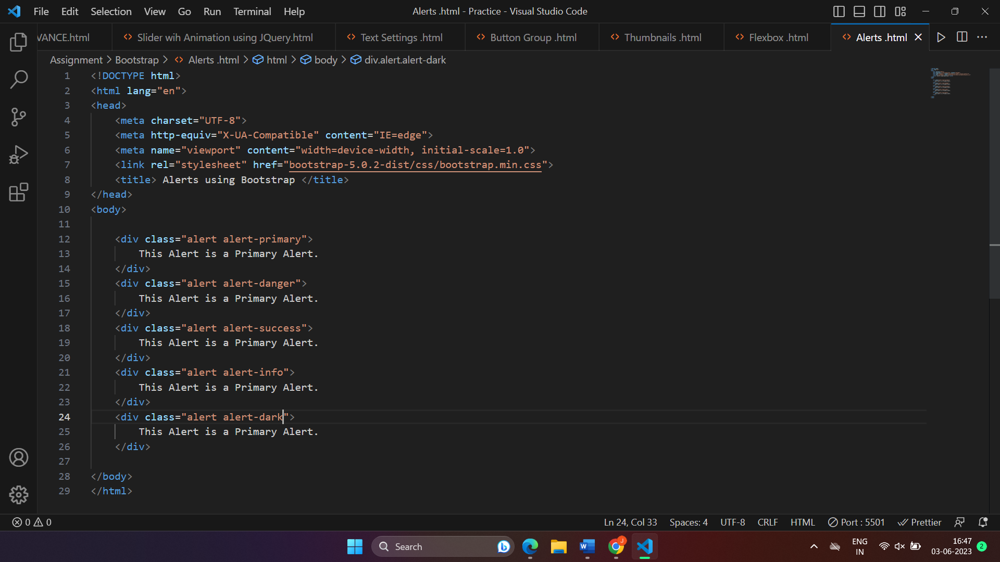 File Edit Selection View Go Run Terminal Help Alerts .html - Practice - Visual Studio Code
VANCE.html Slider wih Animation using JQuery.html Text Settings .html Button Group .html Thumbnails .html Flexbox .html Alerts .html
Assignment > Bootstrap > Alerts .html > html > body > div.alert.alert-dark
1 <!DOCTYPE html>
2 <html lang="en">
3 <head>
4 <meta charset="UTF-8">
5 <meta http-equiv="X-UA-Compatible" content="IE=edge">
6 <meta name="viewport" content="width=device-width, initial-scale=1.0">
7 <link rel="stylesheet" href="bootstrap-5.0.2-dist/css/bootstrap.min.css">
8 <title> Alerts using Bootstrap </title>
9 </head>
10 <body>
11
12 <div class="alert alert-primary">
13 This Alert is a Primary Alert.
14 </div>
15 <div class="alert alert-danger">
16 This Alert is a Primary Alert.
17 </div>
18 <div class="alert alert-success">
19 This Alert is a Primary Alert.
20 </div>
21 <div class="alert alert-info">
22 This Alert is a Primary Alert.
23 </div>
24 <div class="alert alert-dark">
25 This Alert is a Primary Alert.
26 </div>
27
28 </body>
29 </html>
0 0 Ln 24, Col 33 Spaces: 4 UTF-8 CRLF HTML Port : 5501 Prettier
Search W J ENG IN 16:47 03-06-2023 2